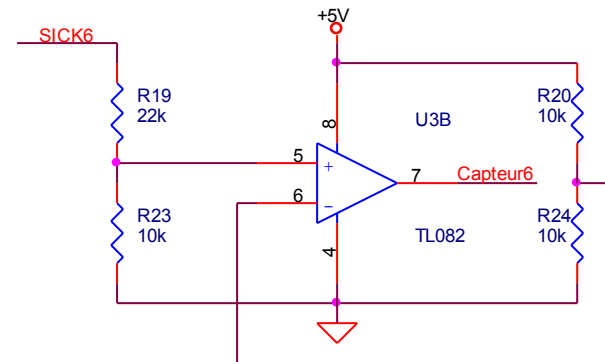 +5V
SICK6
R19
22k
R20
10k
8
U3B
5
+
7
Capteur6
6
−
R23
10k
R24
10k
4
TL082